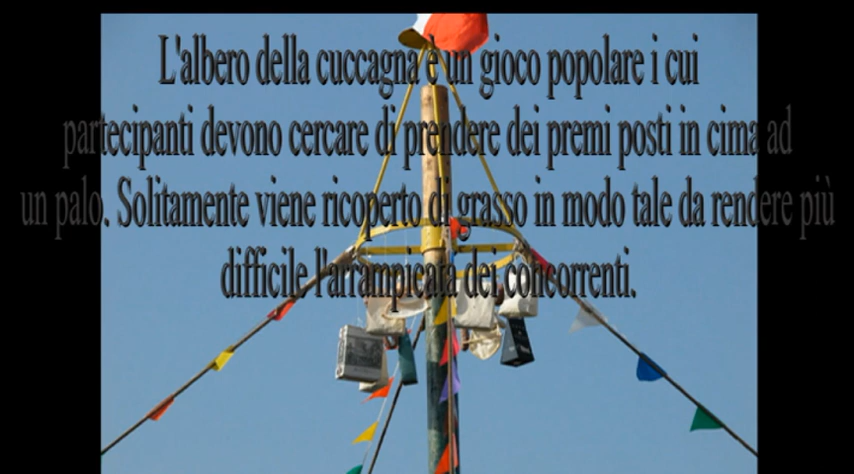 L'albero della cuccagna è un gioco popolare i cui
partecipanti devono cercare di prendere dei premi posti in cima ad
un palo. Solitamente viene ricoperto di grasso in modo tale da rendere più
difficile l'arrampicata dei concorrenti.